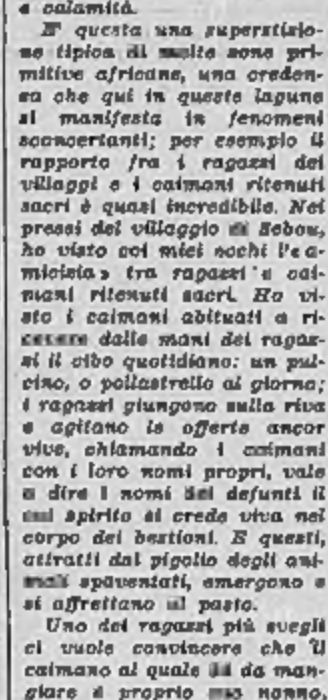 e calamità.
E' questa una superstizio-
ne tipica di molte zone pri-
mitive africane, una creden-
za che qui in queste lagune
si manifesta in fenomeni
sconcertanti; per esempio il
rapporto fra i ragazzi dei
villaggi e i caimani ritenuti
sacri è quasi incredibile. Nei
pressi del villaggio di Sebou,
ho visto coi miei occhi l'« a-
micizia » tra ragazzi e cai-
mani ritenuti sacri. Ho vi-
sto i caimani abituati a ri-
cevere dalle mani dei ragaz-
zi il cibo quotidiano: un pul-
cino, o pollastrello al giorno;
i ragazzi giungono sulla riva
e agitano le offerte ancor
vive, chiamando i caimani
con i loro nomi propri, vale
a dire i nomi dei defunti il
cui spirito si crede viva nel
corpo dei bestioni. E questi,
attratti dal pigolio degli ani-
mali spaventati, emergono e
si affrettano al pasto.
Uno dei ragazzi più svegli
ci vuole convincere che il
caimano al quale dà da man-
giare è proprio suo nonno: